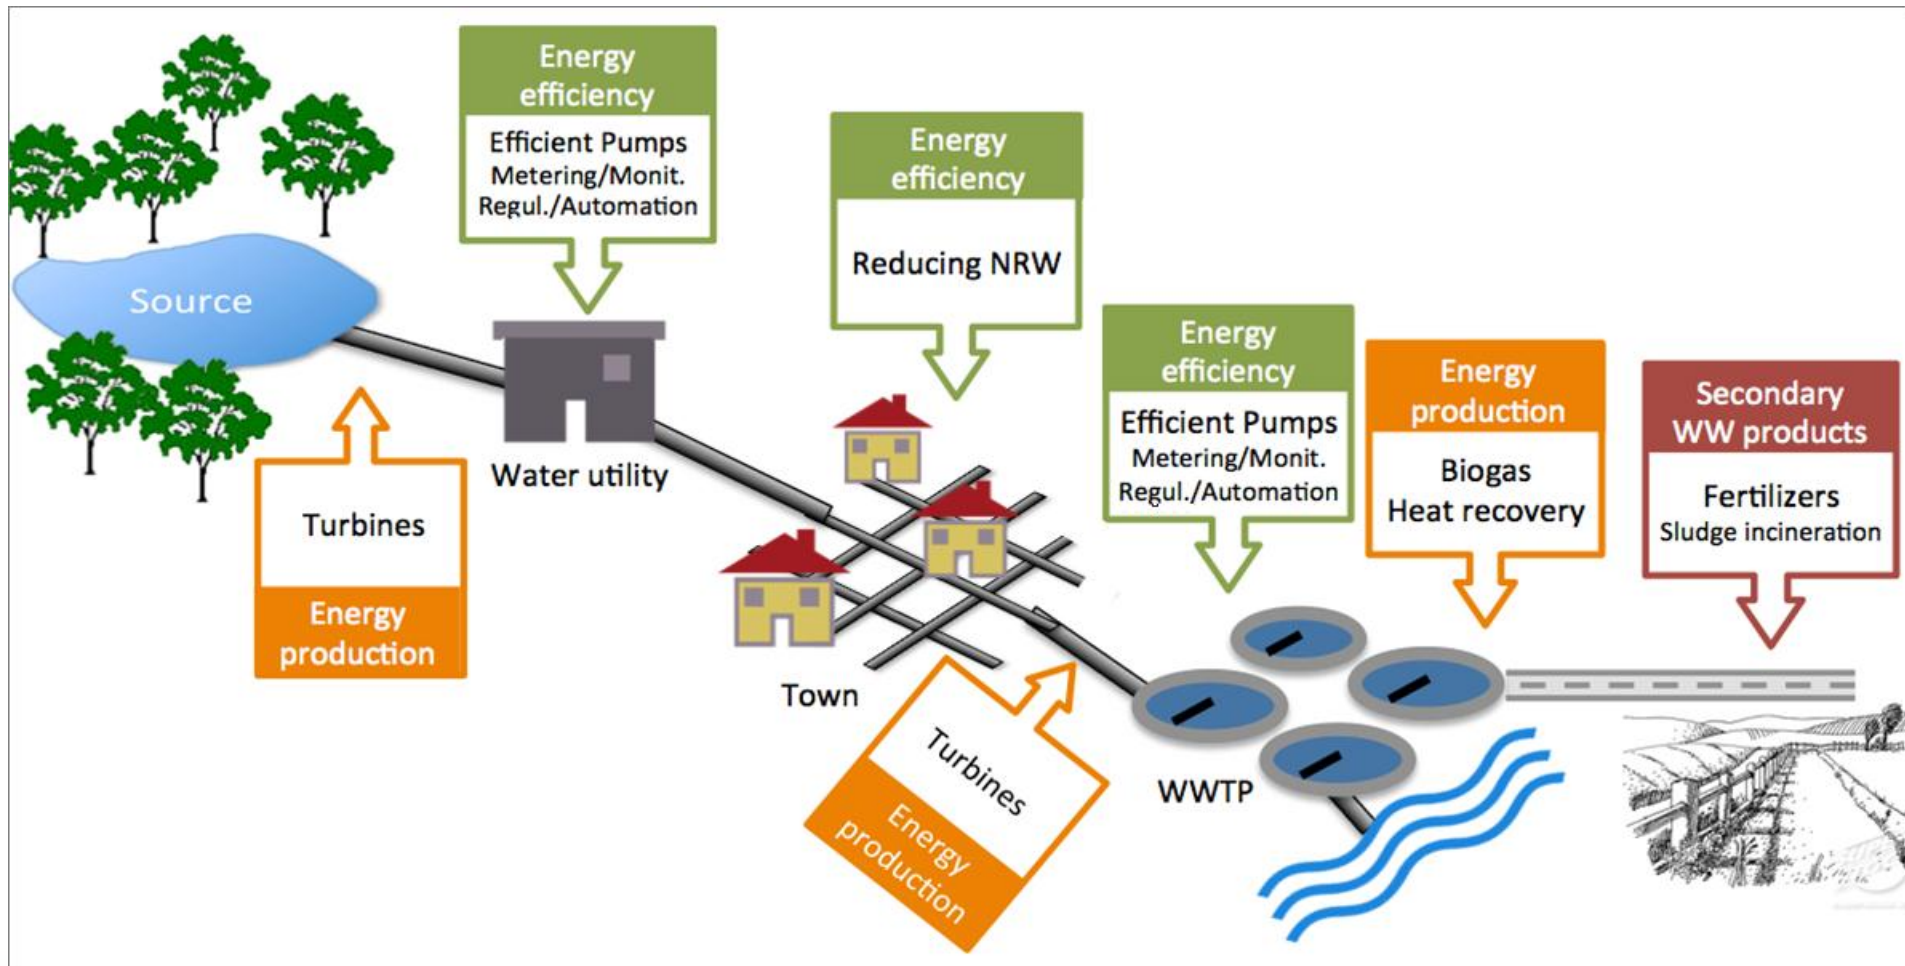 Energy
efficiency
Efficient Pumps
Metering/Monit.
Regul./Automation
Energy
efficiency
Reducing NRW
Source
Energy
efficiency
Efficient Pumps
Metering/Monit.
Regul./Automation
Energy
production
Biogas
Heat recovery
Secondary
WW products
Fertilizers
Sludge incineration
Water utility
Turbines
Energy
production
Town
Turbines
Energy
production
WWTP